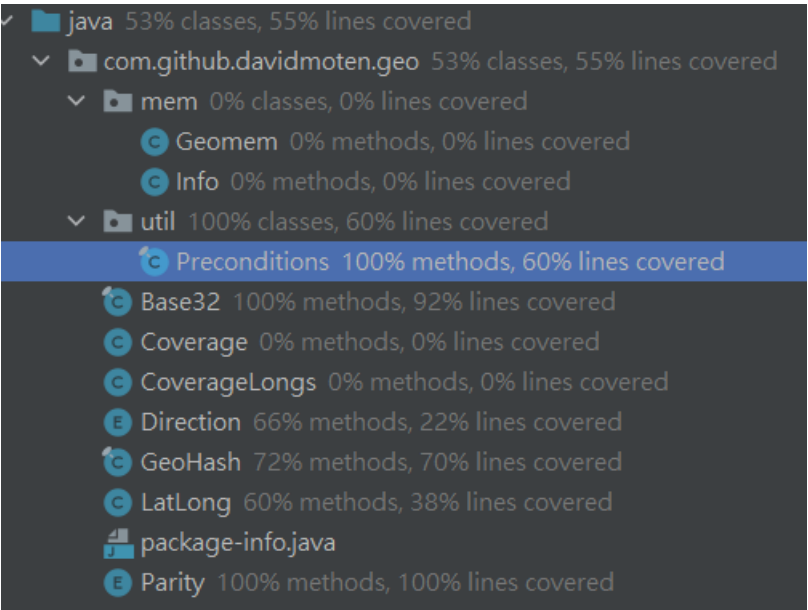 java 53% classes, 55% lines covered
com.github.davidmoten.geo 53% classes, 55% lines covered
mem 0% classes, 0% lines covered
Geomem 0% methods, 0% lines covered
Info 0% methods, 0% lines covered
util 100% classes, 60% lines covered
Preconditions 100% methods, 60% lines covered
Base32 100% methods, 92% lines covered
Coverage 0% methods, 0% lines covered
CoverageLongs 0% methods, 0% lines covered
Direction 66% methods, 22% lines covered
GeoHash 72% methods, 70% lines covered
LatLong 60% methods, 38% lines covered
package-info.java
Parity 100% methods, 100% lines covered